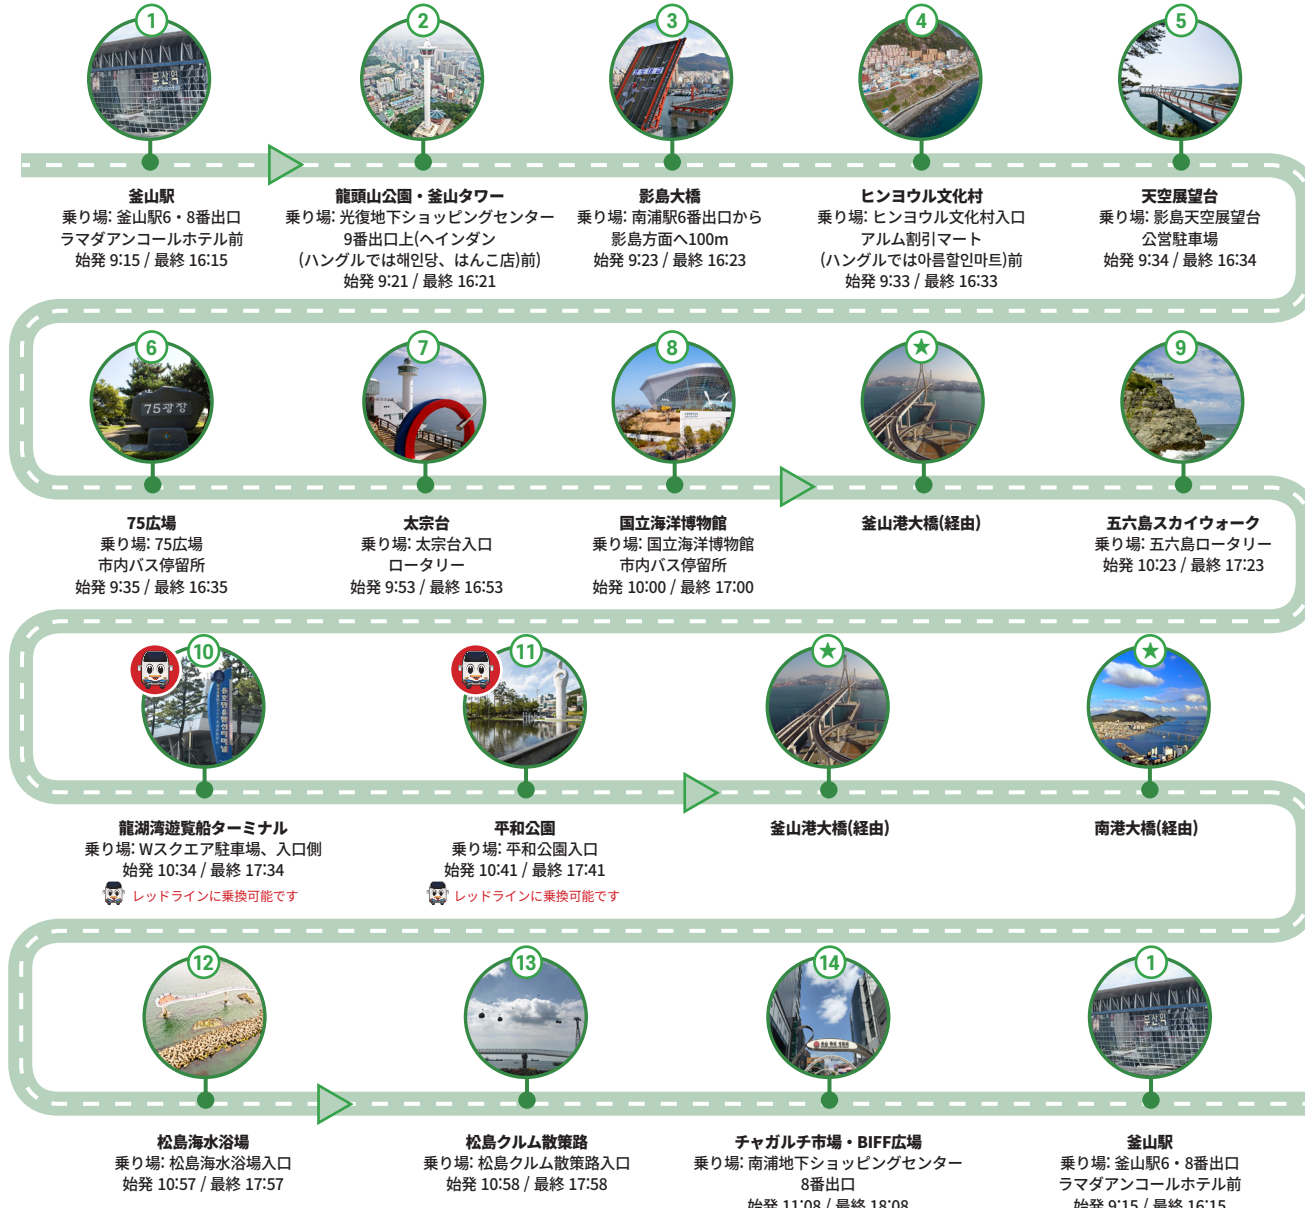 1
2
3
4
5
부산역
釜山駅
乗り場: 釜山駅6・8番出口
ラマダアンコールホテル前
始発 9:15 / 最終 16:15
龍頭山公園・釜山タワー
乗り場: 光復地下ショッピングセンター
9番出口上(ヘインダン
(ハングルでは해인당、はんこ店)前)
始発 9:21 / 最終 16:21
影島大橋
乗り場: 南浦駅6番出口から
影島方面へ100m
始発 9:23 / 最終 16:23
ヒンヨウル文化村
乗り場: ヒンヨウル文化村入口
アルム割引マート
(ハングルでは아름할인마트)前
始発 9:33 / 最終 16:33
天空展望台
乗り場: 影島天空展望台
公営駐車場
始発 9:34 / 最終 16:34
6
7
8
9
75광장
75広場
乗り場: 75広場
市内バス停留所
始発 9:35 / 最終 16:35
太宗台
乗り場: 太宗台入口
ロータリー
始発 9:53 / 最終 16:53
国立海洋博物館
乗り場: 国立海洋博物館
市内バス停留所
始発 10:00 / 最終 17:00
釜山港大橋(経由)
五六島スカイウォーク
乗り場: 五六島ロータリー
始発 10:23 / 最終 17:23
10
11
龍湖湾遊覧船ターミナル
乗り場: Wスクエア駐車場、入口側
始発 10:34 / 最終 17:34
レッドラインに乗換可能です
平和公園
乗り場: 平和公園入口
始発 10:41 / 最終 17:41
レッドラインに乗換可能です
釜山港大橋(経由)
南港大橋(経由)
12
13
14
1
부산역
松島海水浴場
乗り場: 松島海水浴場入口
始発 10:57 / 最終 17:57
松島クルム散策路
乗り場: 松島クルム散策路入口
始発 10:58 / 最終 17:58
チャガルチ市場・BIFF広場
乗り場: 南浦地下ショッピングセンター
8番出口
始発 11:08 / 最終 18:08
釜山駅
乗り場: 釜山駅6・8番出口
ラマダアンコールホテル前
始発 9:15 / 最終 16:15